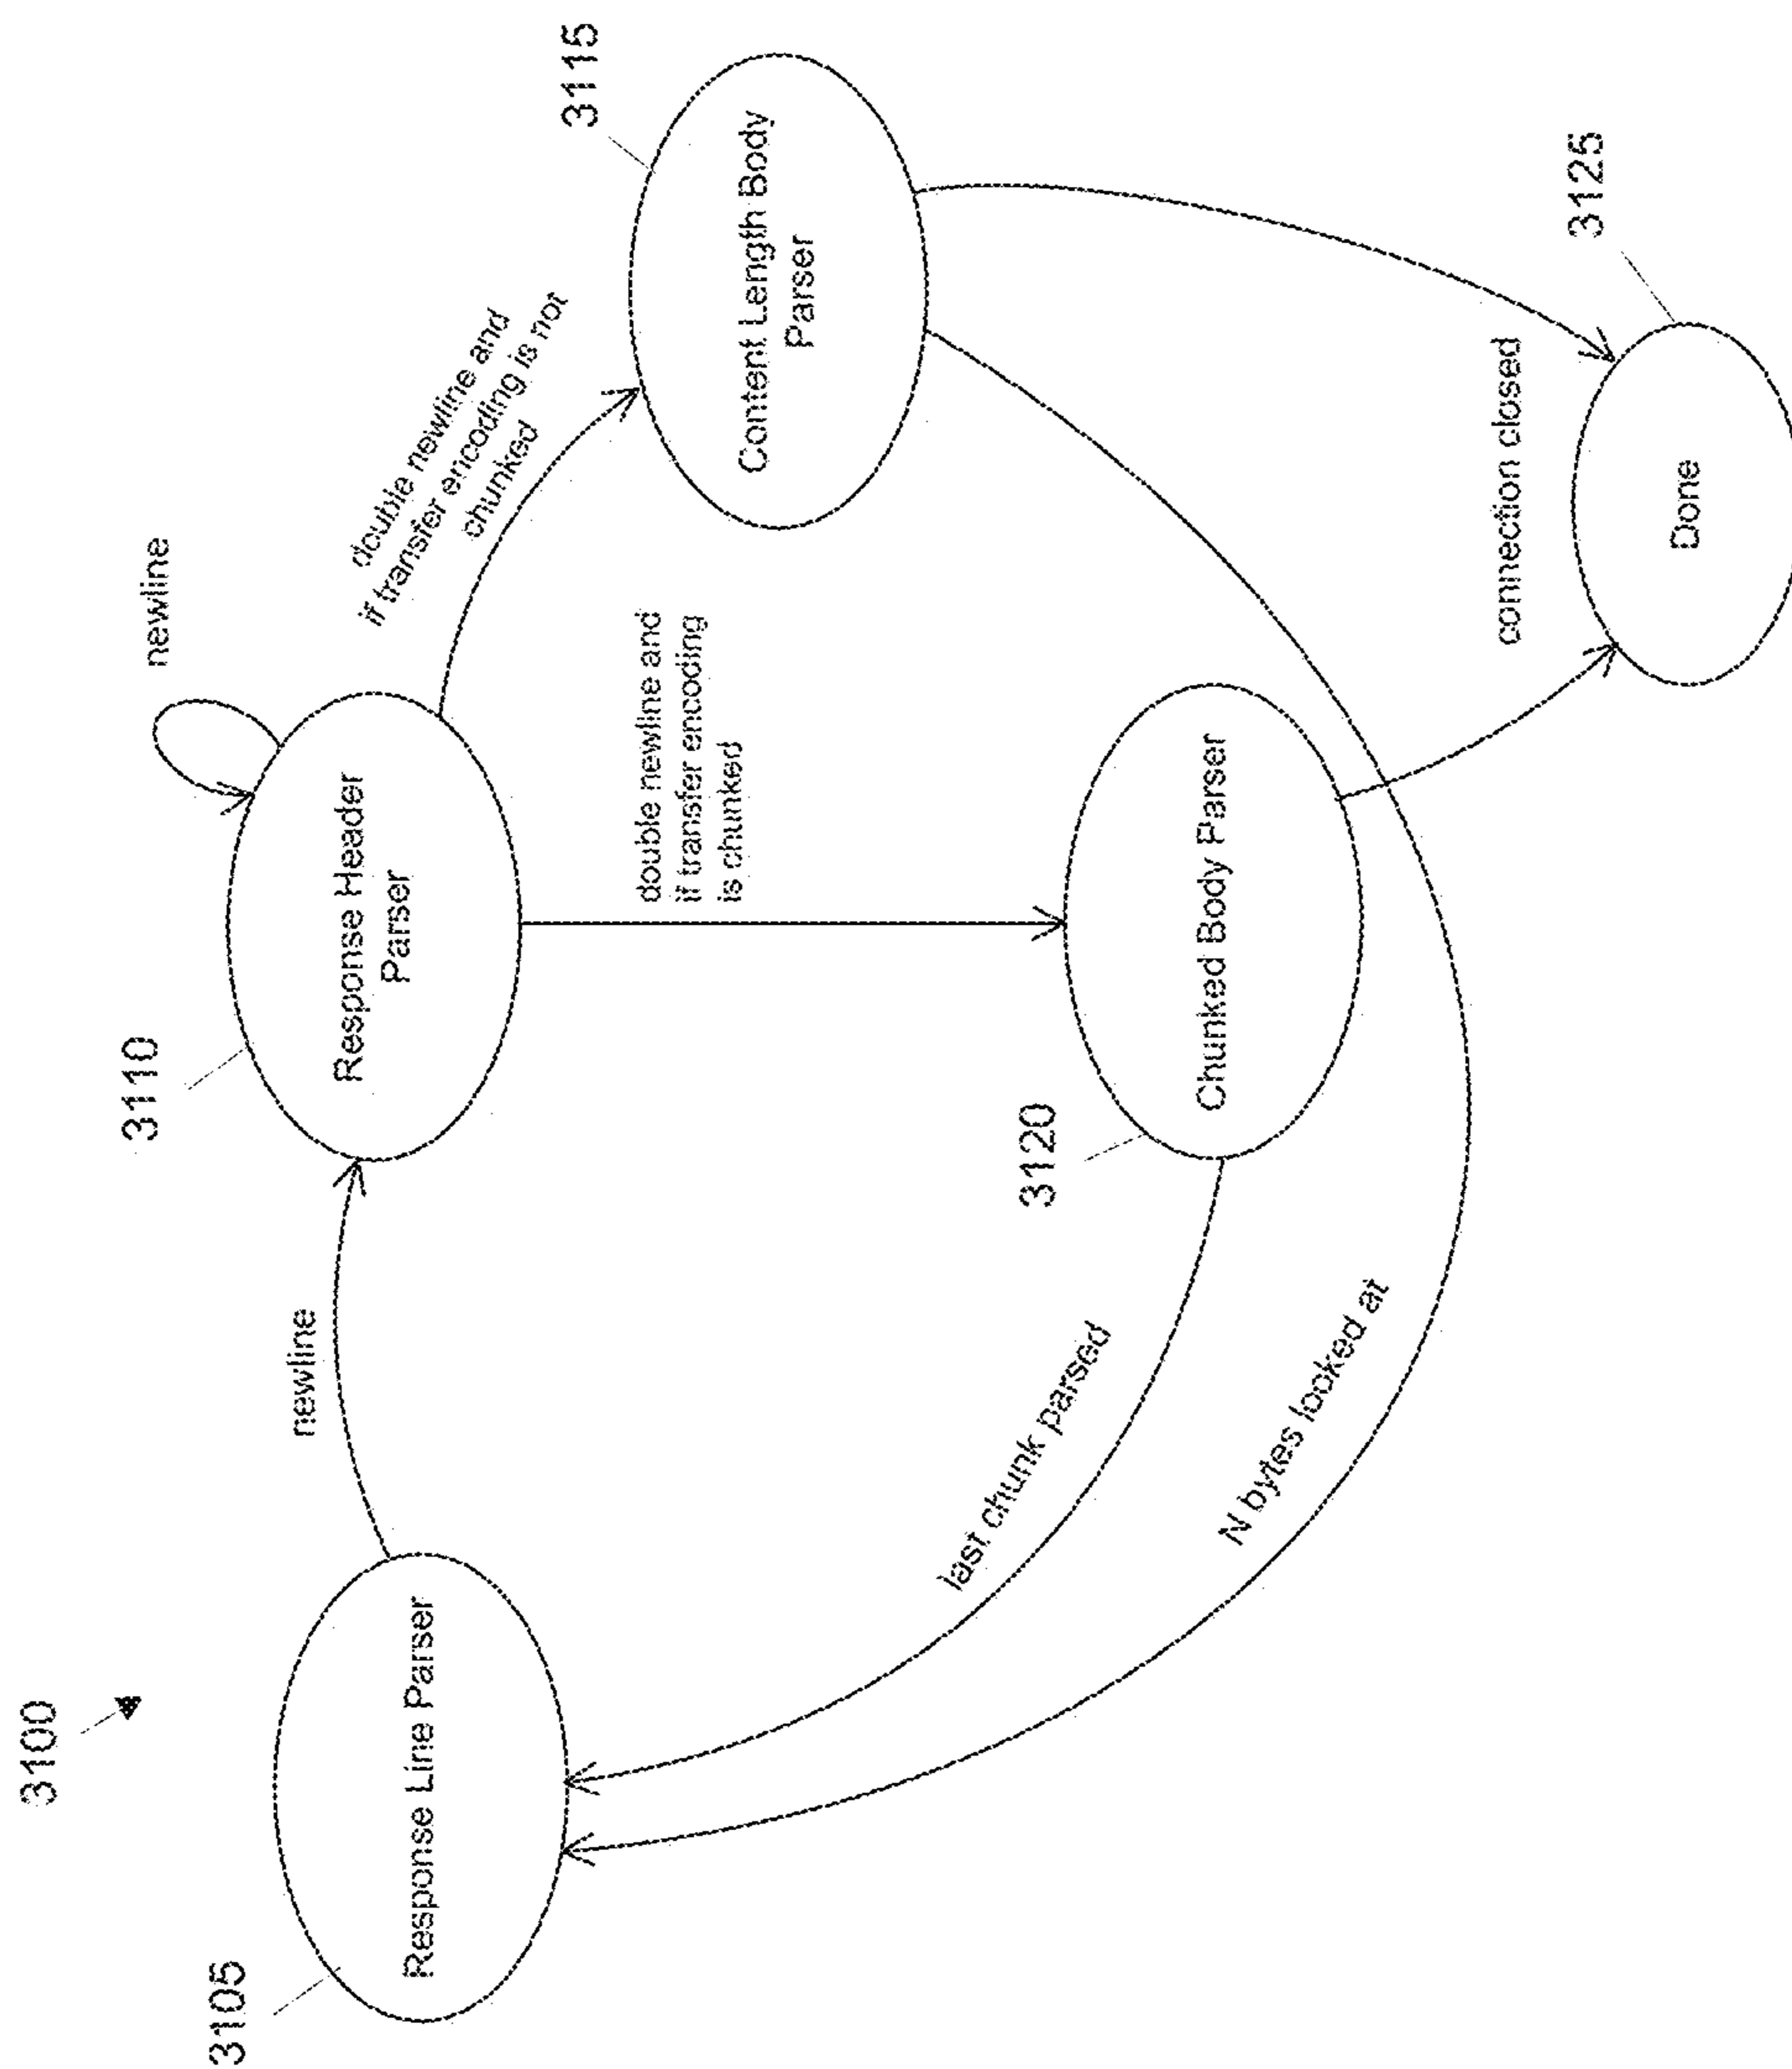 3100
3105
Response Line Parser
newline
3110
Response Header
Parser
newline
double newline and
if transfer encoding is not
chunked
3115
Content Length Body
Parser
double newline and
if transfer encoding
is chunked
3120
Chunked Body Parser
last chunk parsed
N bytes looked at
connection closed
3125
Done